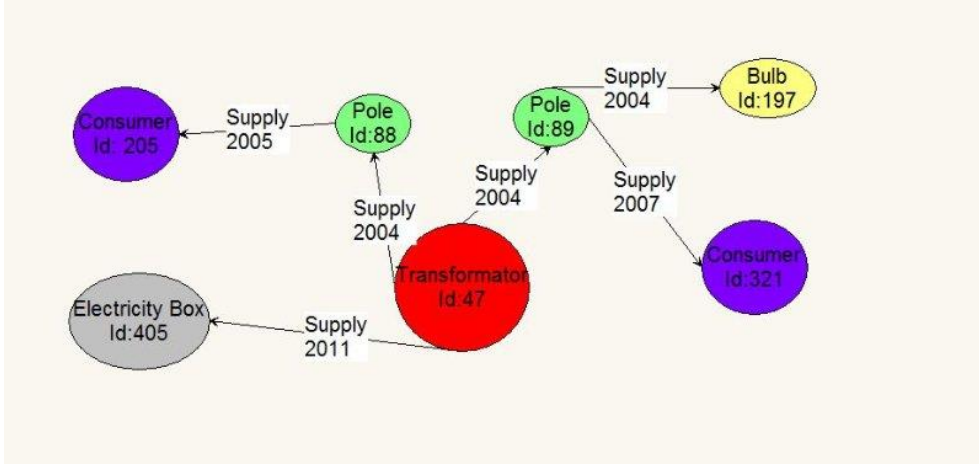 Supply
2004
Bulb
Id:197
Consumer
Id: 205
Supply
2005
Pole
Id:88
Pole
Id:89
Supply
2004
Supply
2007
Supply
2004
Consumer
Id:321
Transformator
Id:47
Electricity Box
Id:405
Supply
2011